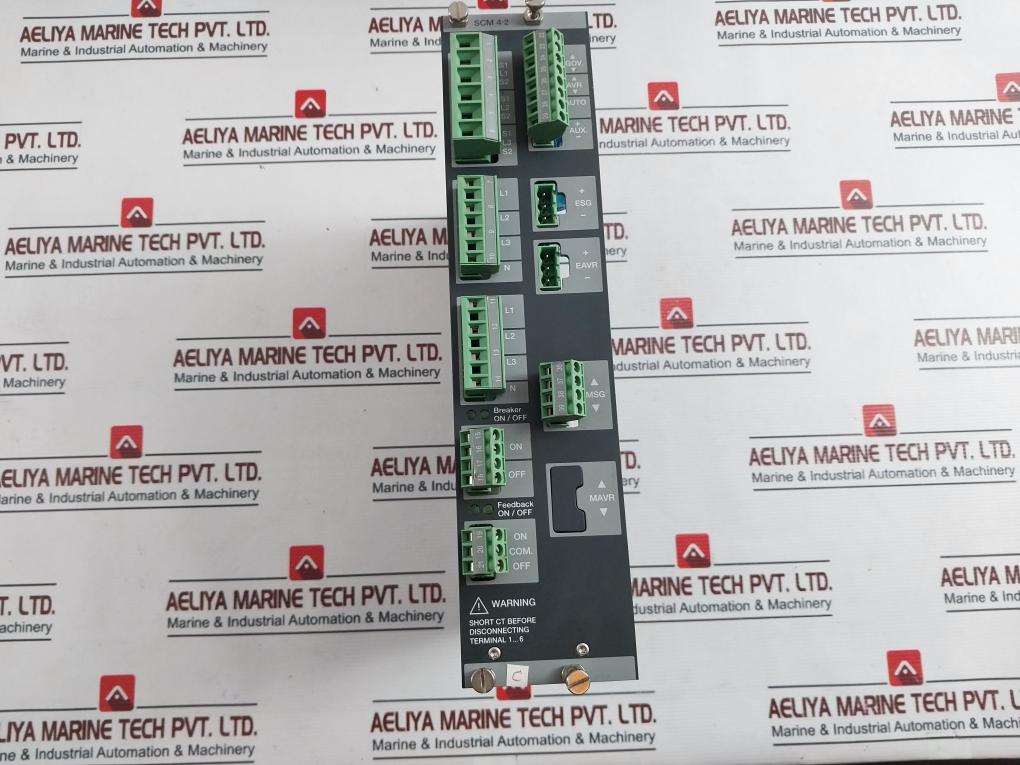 AELIYA MARINE TECH PVT. LTD.
Marine & Industrial Automation & Machinery
SCM 4-2
S1
L1
S2
S1
L2
S2
S1
L3
S2
GOV.
AVR
AUTO
+
AUX.
−
L1
L2
L3
N
+
ESG
−
+
EAVR
−
L1
L2
L3
N
Breaker
ON / OFF
MSG
ON
OFF
MAVR
Feedback
ON / OFF
ON
COM.
OFF
WARNING
SHORT CT BEFORE
DISCONNECTING
TERMINAL 1... 6
C